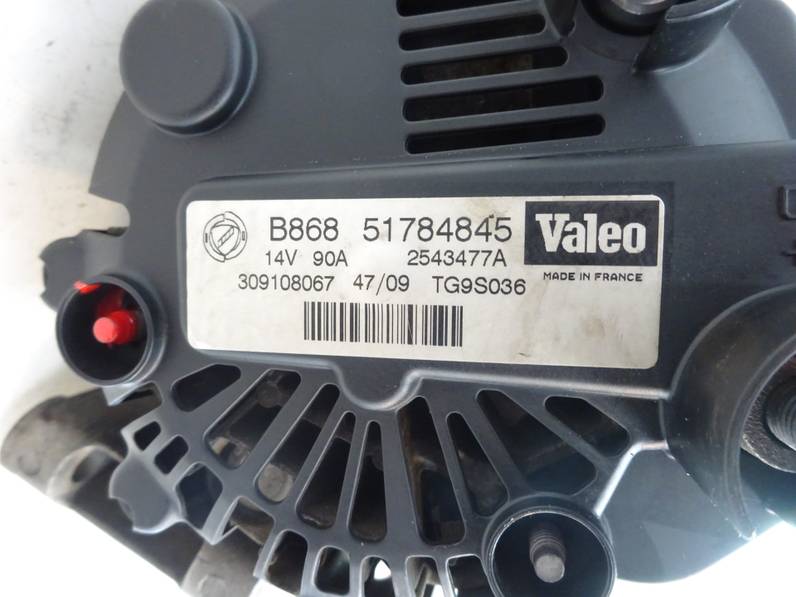 B868 51784845 Valeo
14V 90A 2543477A
MADE IN FRANCE
309108067 47/09 TG9S036